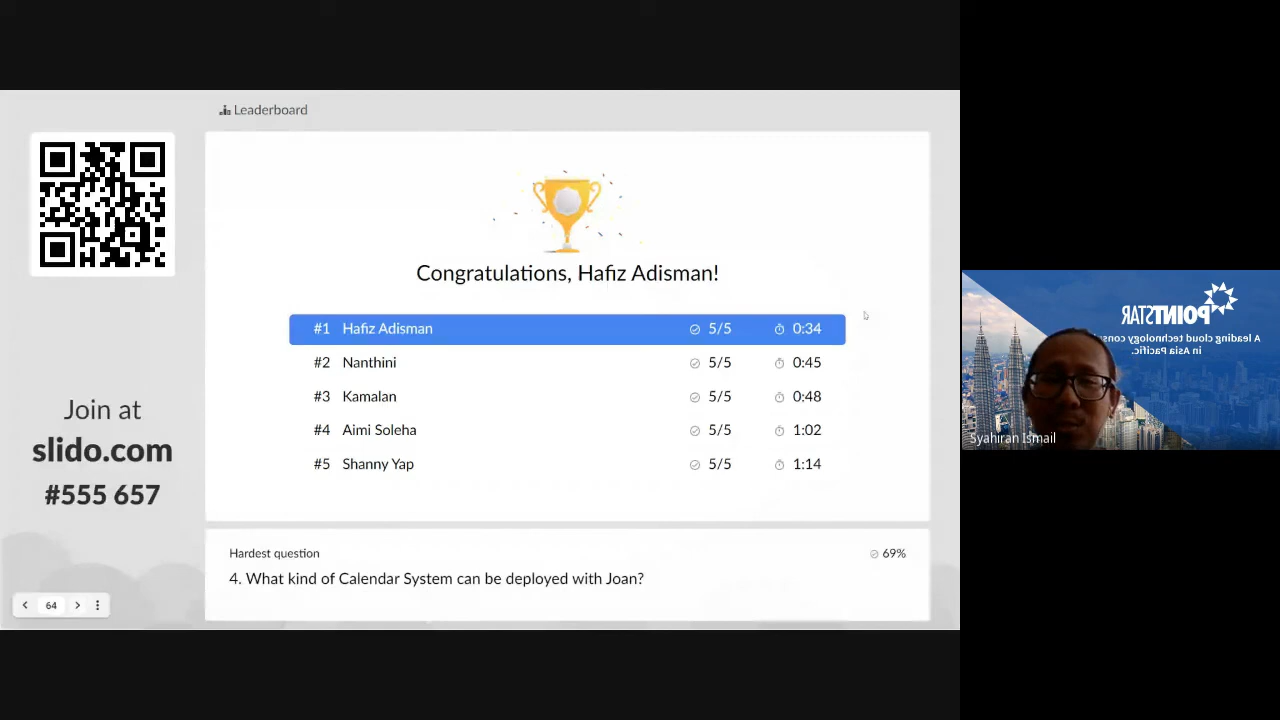 Leaderboard
Congratulations, Hafiz Adisman!
#1 Hafiz Adisman 5/5 0:34
#2 Nanthini 5/5 0:45
#3 Kamalan 5/5 0:48
#4 Aimi Soleha 5/5 1:02
#5 Shanny Yap 5/5 1:14
Join at
slido.com
#555 657
Hardest question 69%
4. What kind of Calendar System can be deployed with Joan?
64
POINTSTAR
A leading cloud technology
in Asia Pacific.
Syahiran Ismail